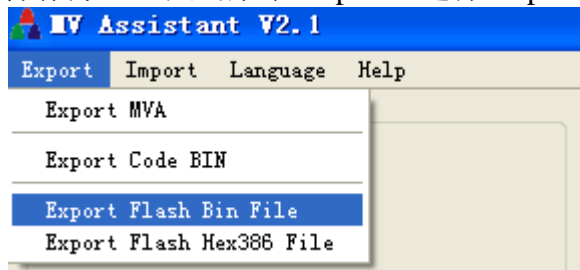 MV Assistant V2.1
Export Import Language Help
Export MVA
Export Code BIN
Export Flash Bin File
Export Flash Hex386 File